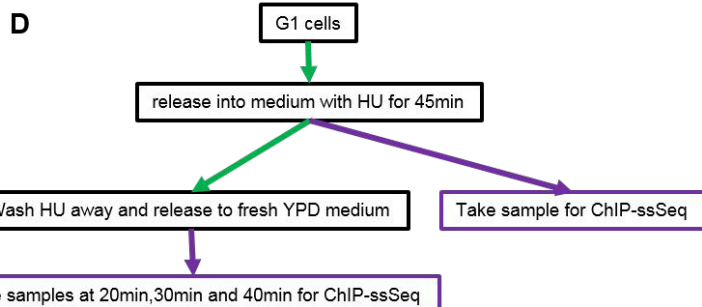 D
G1 cells
release into medium with HU for 45min
HU away and release to fresh YPD medium
Take sample for ChIP-ssSeq
samples at 20min,30min and 40min for ChIP-ssSeq